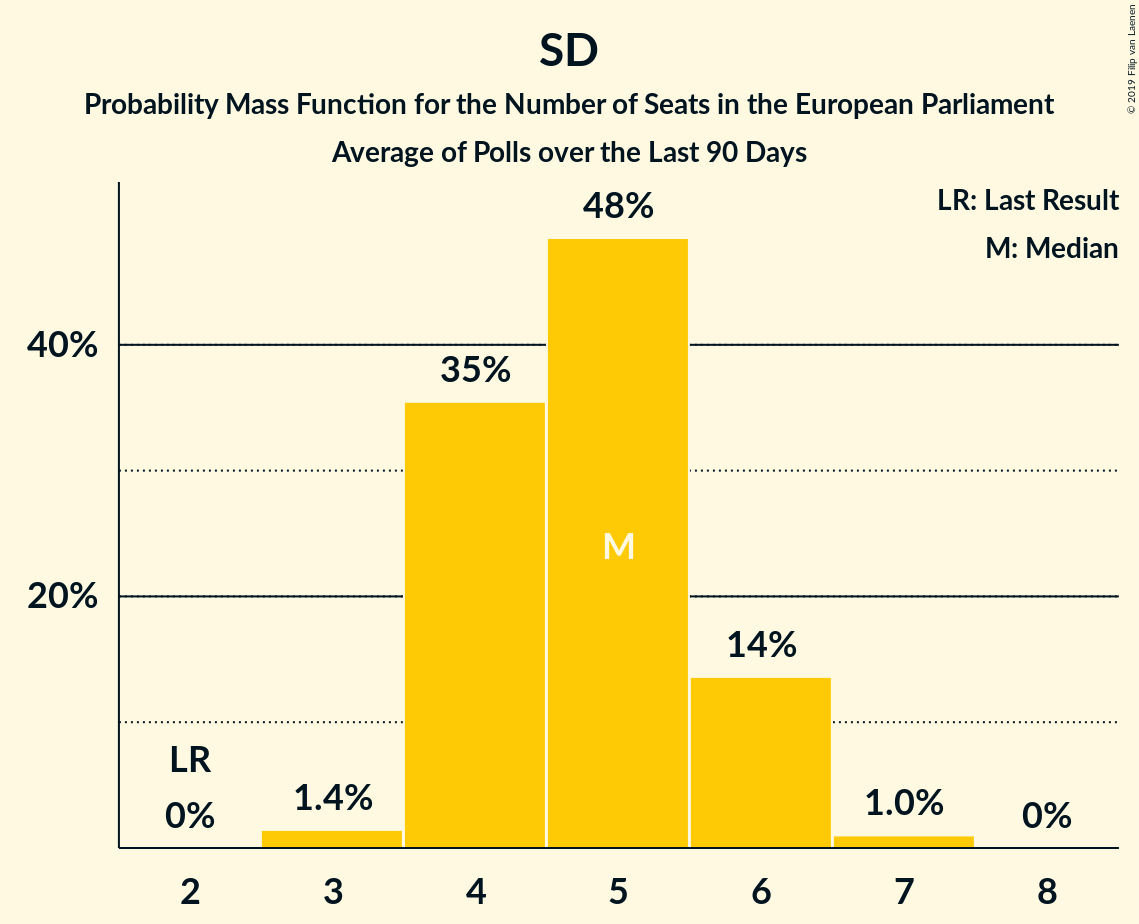 SD
Probability Mass Function for the Number of Seats in the European Parliament
Average of Polls over the Last 90 Days
© 2019 Filip van Laenen
LR: Last Result
M: Median
48%
40%
35%
M
20%
14%
LR
0%
1.4%
1.0%
0%
2 3 4 5 6 7 8